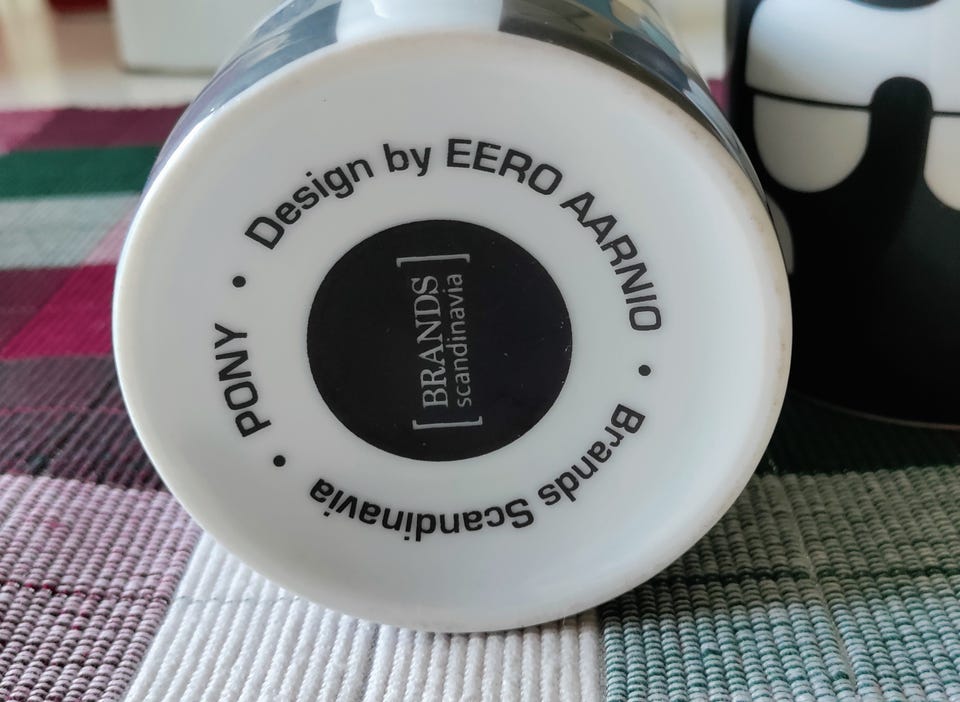 PONY • Design by EERO AARNIO • Brands Scandinavia •
[BRANDS]
[scandinavia]